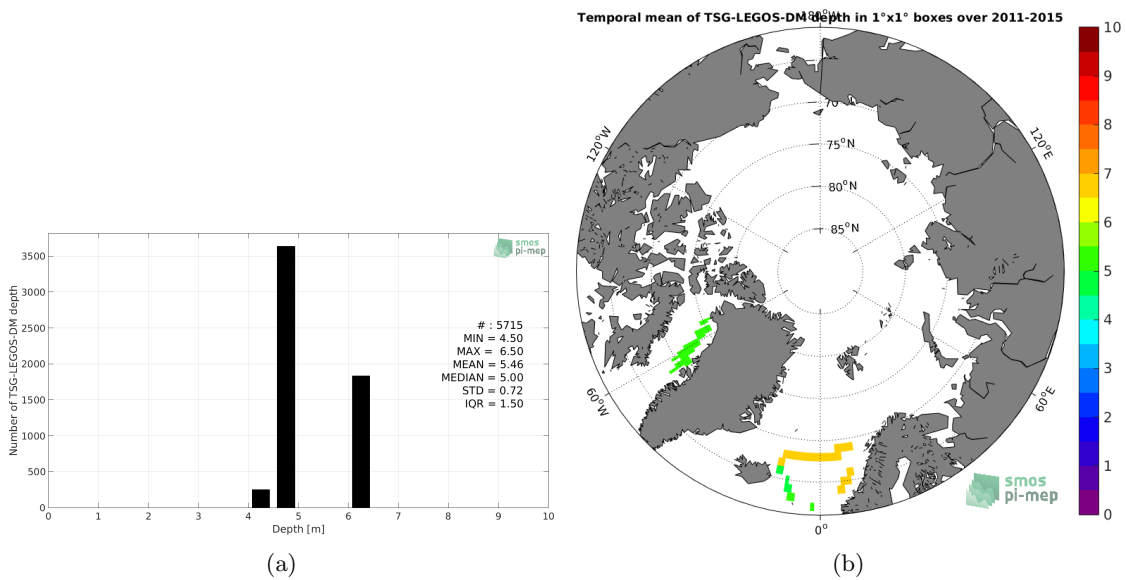 smos
pi-mep
3500
3000
2500
2000
1500
1000
500
0
Number of TSG-LEGOS-DM depth
# : 5715
MIN = 4.50
MAX = 6.50
MEAN = 5.46
MEDIAN = 5.00
STD = 0.72
IQR = 1.50
0 1 2 3 4 5 6 7 8 9 10
Depth [m]
(a)
Temporal mean of TSG-LEGOS-DM depth in 1°x1° boxes over 2011-2015
180°W
120°W
120°E
70°N
75°N
80°N
85°N
60°W
60°E
0°
smos
pi-mep
10
9
8
7
6
5
4
3
2
1
0
(b)